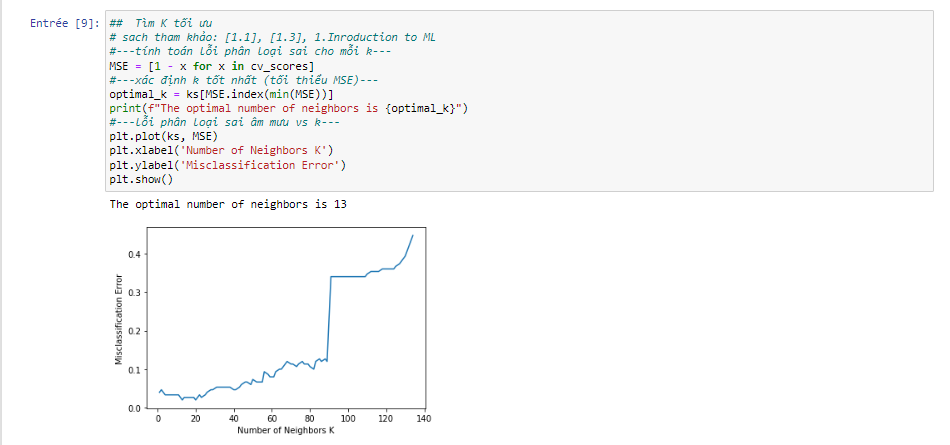 Entrée [9]:
## Tìm K tối ưu
# sach tham khảo: [1.1], [1.3], 1.Inroduction to ML
#---tính toán lỗi phân loại sai cho mỗi k---
MSE = [1 - x for x in cv_scores]
#---xác định k tốt nhất (tối thiểu MSE)---
optimal_k = ks[MSE.index(min(MSE))]
print(f"The optimal number of neighbors is {optimal_k}")
#---lỗi phân loại sai âm mưu vs k---
plt.plot(ks, MSE)
plt.xlabel('Number of Neighbors K')
plt.ylabel('Misclassification Error')
plt.show()
The optimal number of neighbors is 13
Misclassification Error
0.4
0.3
0.2
0.1
0.0
0 20 40 60 80 100 120 140
Number of Neighbors K